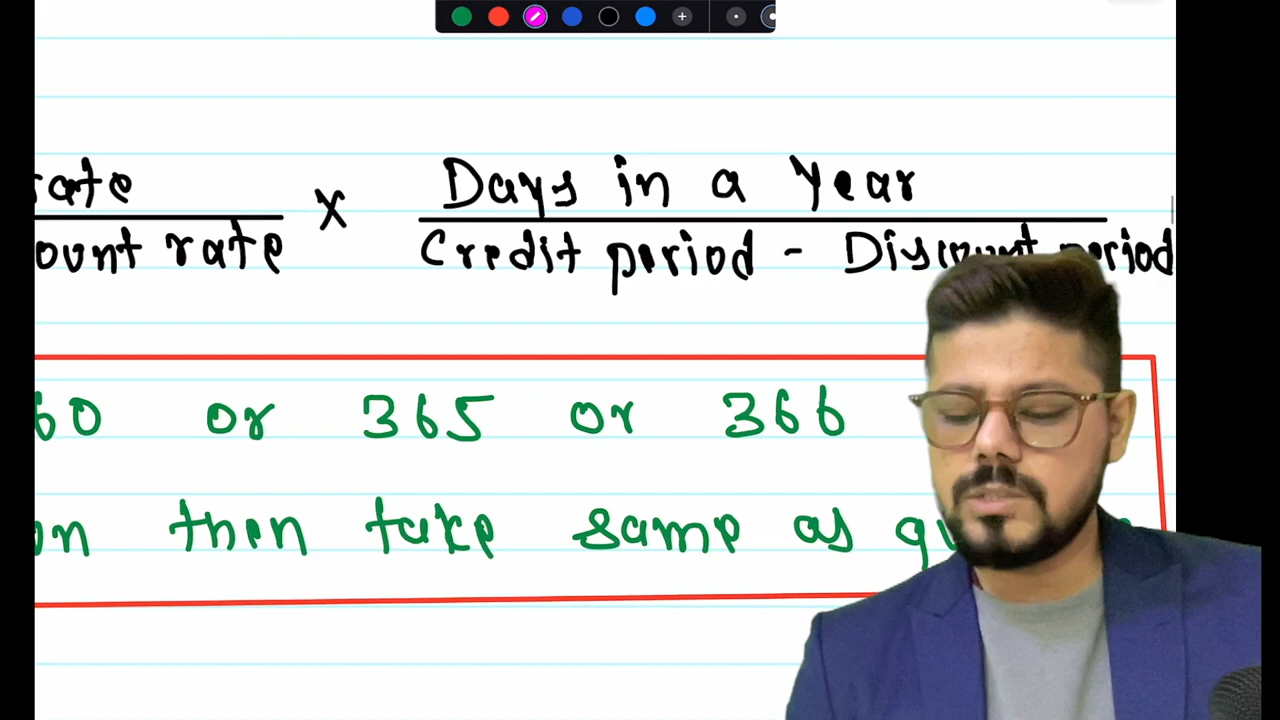 rate × Days in a Year
ount rate Credit period - Discount period
60 or 365 or 366
on then take same as